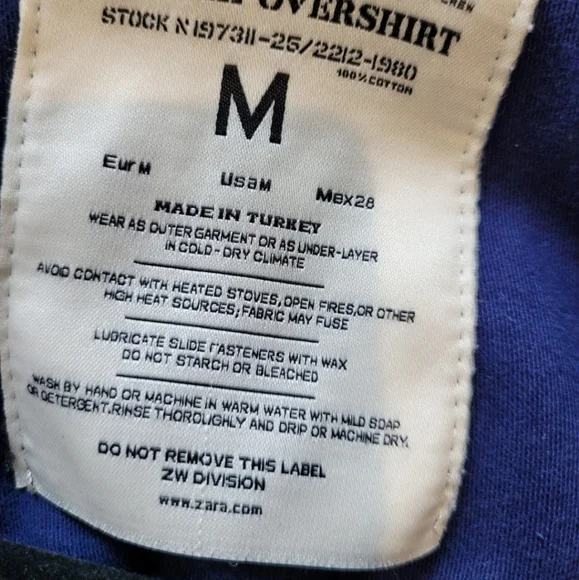 OVERSHIRT
STOCK N 197311-25/2212-1980
100% COTTON
M
Eur M
Usa M
Mex 28
MADE IN TURKEY
WEAR AS OUTER GARMENT OR AS UNDER-LAYER
IN COLD - DRY CLIMATE
AVOID CONTACT WITH HEATED STOVES, OPEN FIRES, OR OTHER
HIGH HEAT SOURCES; FABRIC MAY FUSE
LUBRICATE SLIDE FASTENERS WITH WAX
DO NOT STARCH OR BLEACHED
WASH BY HAND OR MACHINE IN WARM WATER WITH MILD SOAP
OR DETERGENT. RINSE THOROUGHLY AND DRIP OR MACHINE DRY.
DO NOT REMOVE THIS LABEL
ZW DIVISION
www.zara.com